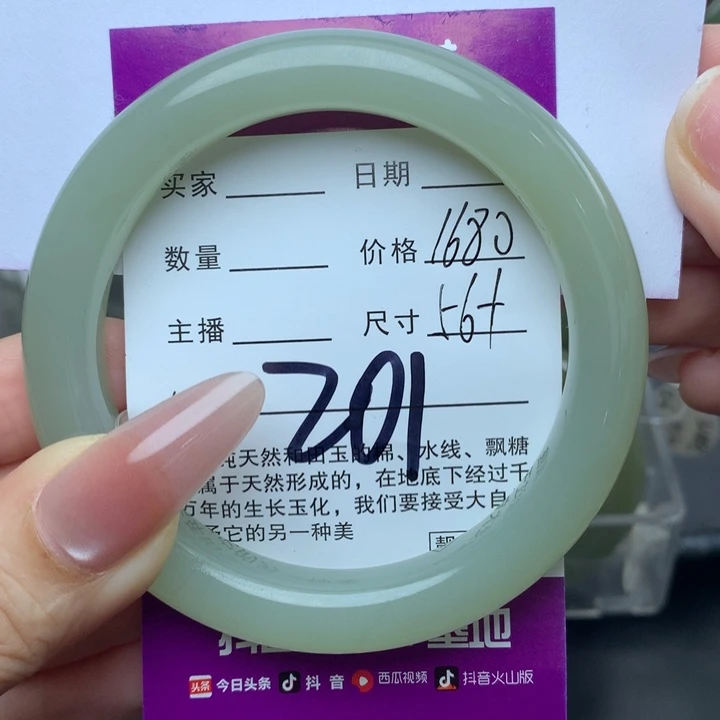 买家 日期
数量 价格 1680
主播 尺寸 56+
201
纯天然和田玉的棉、水线、飘糖
属于天然形成的，在地底下经过千
万年的生长玉化，我们要接受大自
它的另一种美
今日头条 抖音 西瓜视频 抖音火山版